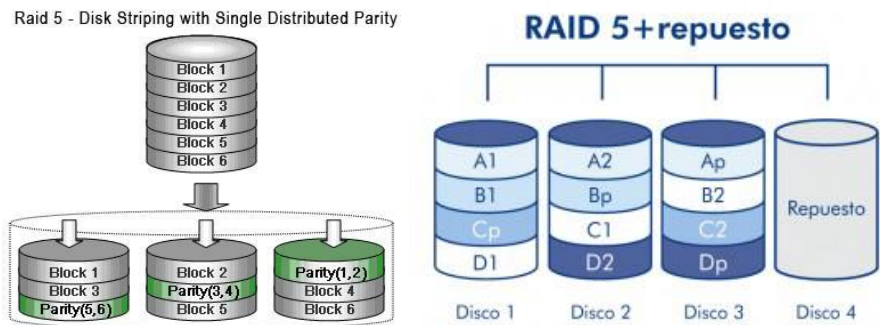 Raid 5 - Disk Striping with Single Distributed Parity
Block 1
Block 2
Block 3
Block 4
Block 5
Block 6
Block 1
Block 3
Parity(5,6)
Block 2
Parity(3,4)
Block 5
Parity(1,2)
Block 4
Block 6
RAID 5+repuesto
A1
B1
Cp
D1
A2
Bp
C1
D2
Ap
B2
C2
Dp
Repuesto
Disco 1
Disco 2
Disco 3
Disco 4